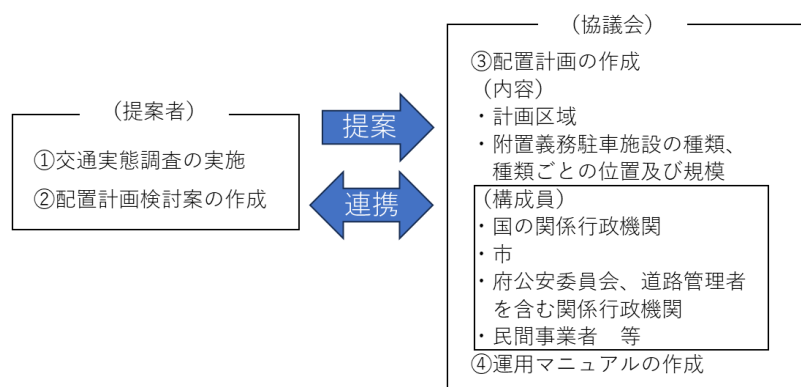 （提案者）
①交通実態調査の実施
②配置計画検討案の作成
提案
連携
（協議会）
③配置計画の作成
（内容）
・計画区域
・附置義務駐車施設の種類、
種類ごとの位置及び規模
（構成員）
・国の関係行政機関
・市
・府公安委員会、道路管理者
を含む関係行政機関
・民間事業者　等
④運用マニュアルの作成